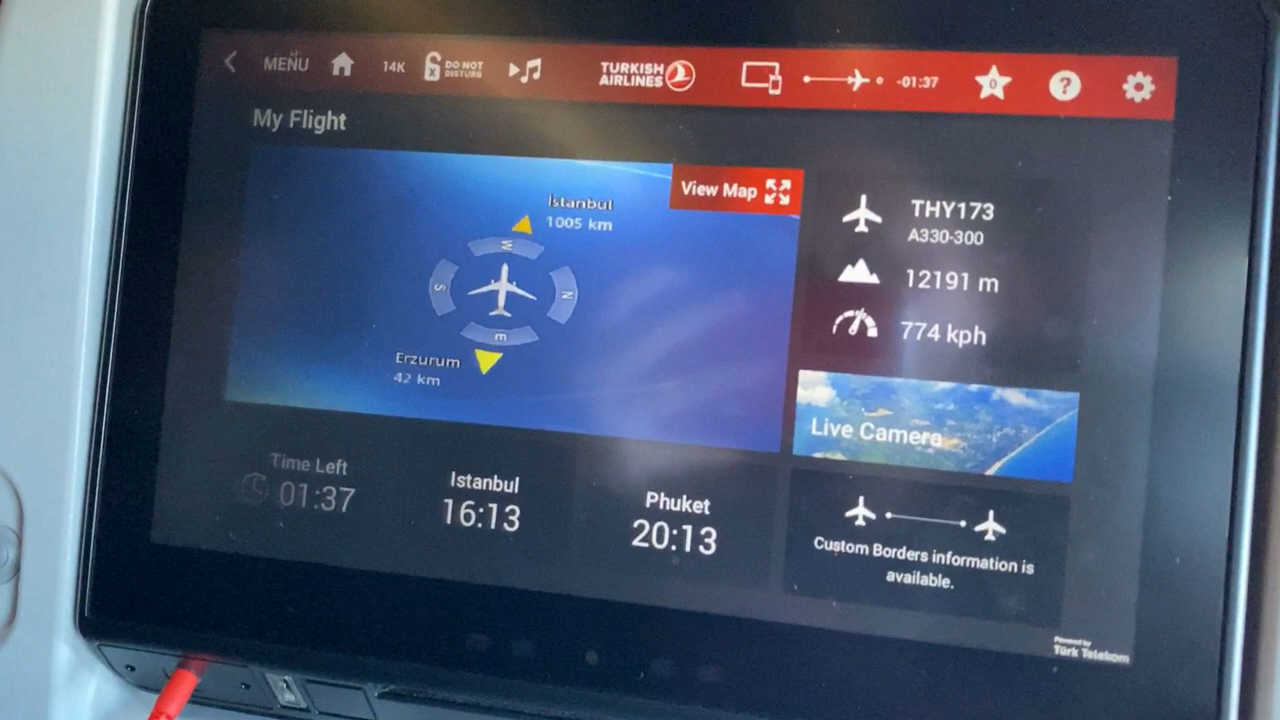 MENU
14K
DO NOT
DISTURB
TURKISH
AIRLINES
-01:37
0
?
My Flight
View Map
İstanbul
1005 km
W
S
N
E
Erzurum
42 km
THY173
A330-300
12191 m
774 kph
Live Camera
Time Left
01:37
Istanbul
16:13
Phuket
20:13
Custom Borders information is
available.
Powered by
Türk Telekom